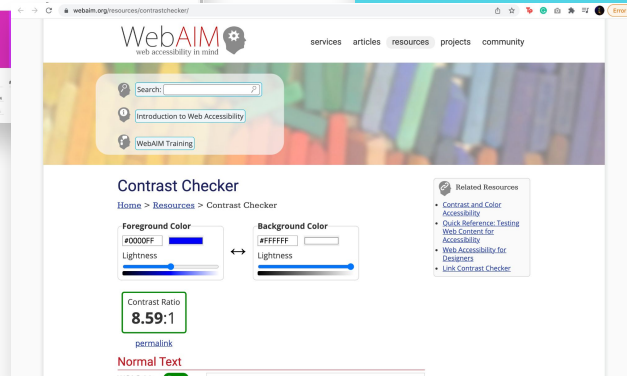 webaim.org/resources/contrastchecker/
Error
WebAIM
web accessibility in mind
services articles resources projects community
Search:
Introduction to Web Accessibility
WebAIM Training
Contrast Checker
Home > Resources > Contrast Checker
Foreground Color
#0000FF
Lightness
Background Color
#FFFFFF
Lightness
Contrast Ratio
8.59:1
permalink
Normal Text
Related Resources
Contrast and Color
Accessibility
Quick Reference: Testing
Web Content for
Accessibility
Web Accessibility for
Designers
Link Contrast Checker